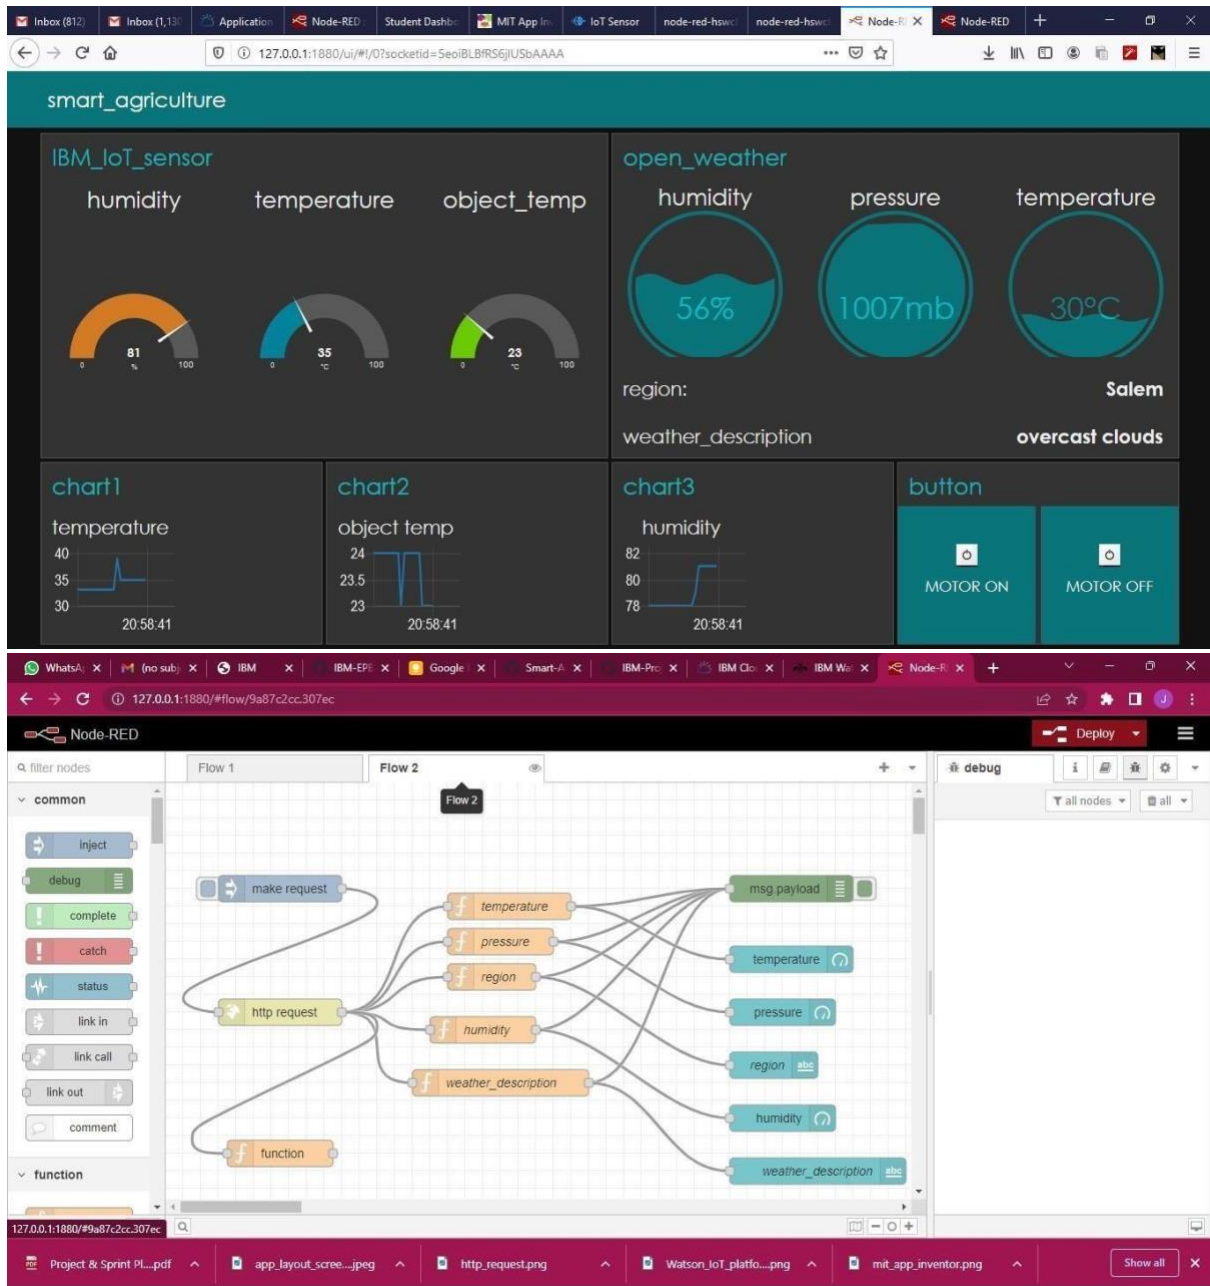 Inbox (812)
Inbox (1,13
Application
Node-RED :
Student Dashb
MIT App In
IoT Sensor
node-red-hswc
node-red-hswc
Node-R
Node-RED
127.0.0.1:1880/ui/#!/0?socketid=5eoiBLBfRS6jIUSbAAAA
smart_agriculture
IBM_IoT_sensor
humidity temperature object_temp
81
0 % 100
35
0 °C 100
23
0 °C 100
open_weather
humidity pressure temperature
56% 1007mb 30°C
region: Salem
weather_description overcast clouds
chart1
temperature
40
35
30
20:58:41
chart2
object temp
24
23.5
23
20:58:41
chart3
humidity
82
80
78
20:58:41
button
MOTOR ON
MOTOR OFF
WhatsA
(no subj
IBM
IBM-EPE
Google
Smart-A
IBM-Pro
IBM Clo
IBM Wa
Node-R
127.0.0.1:1880/#flow/9a87c2cc.307ec
J
Node-RED
Deploy
filter nodes
Flow 1
Flow 2
debug
i
Flow 2
all nodes
all
common
inject
debug
complete
catch
status
link in
link call
link out
comment
function
make request
http request
function
temperature
pressure
region
humidity
weather_description
msg.payload
temperature
pressure
region abc
humidity
weather_description abc
127.0.0.1:1880/#9a87c2cc.307ec
PDF
Project & Sprint Pl....pdf
app_layout_scree....jpeg
http_request.png
Watson_IoT_platfo....png
mit_app_inventor.png
Show all